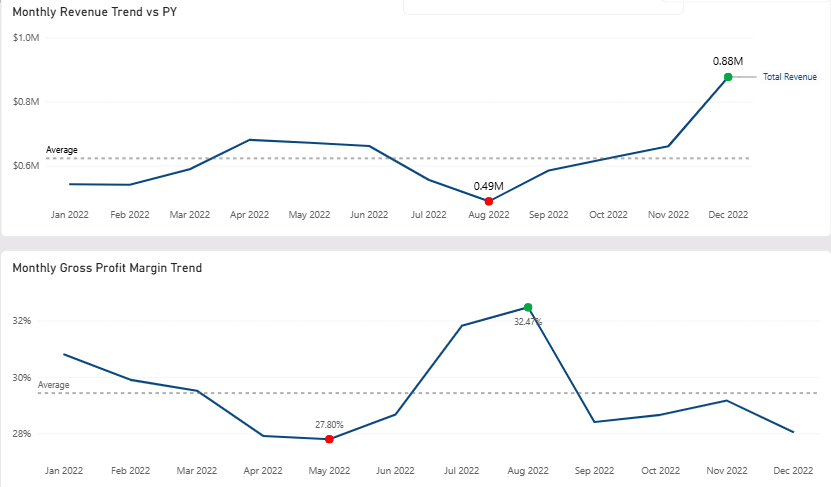 Monthly Revenue Trend vs PY
$1.0M
0.88M
Total Revenue
$0.8M
Average
$0.6M
0.49M
Jan 2022 Feb 2022 Mar 2022 Apr 2022 May 2022 Jun 2022 Jul 2022 Aug 2022 Sep 2022 Oct 2022 Nov 2022 Dec 2022
Monthly Gross Profit Margin Trend
32%
32.47%
30%
Average
27.80%
28%
Jan 2022 Feb 2022 Mar 2022 Apr 2022 May 2022 Jun 2022 Jul 2022 Aug 2022 Sep 2022 Oct 2022 Nov 2022 Dec 2022